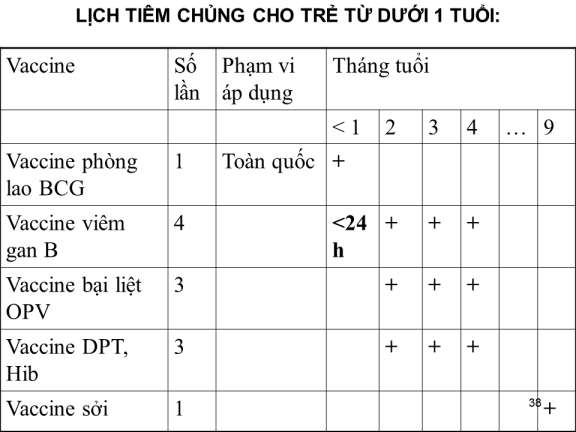 LỊCH TIÊM CHỦNG CHO TRẺ TỪ DƯỚI 1 TUỔI:
Vaccine Số lần Phạm vi áp dụng Tháng tuổi
< 1 2 3 4 … 9
Vaccine phòng lao BCG 1 Toàn quốc +
Vaccine viêm gan B 4 <24 h + + +
Vaccine bại liệt OPV 3 + + +
Vaccine DPT, Hib 3 + + +
Vaccine sởi 1 38 +